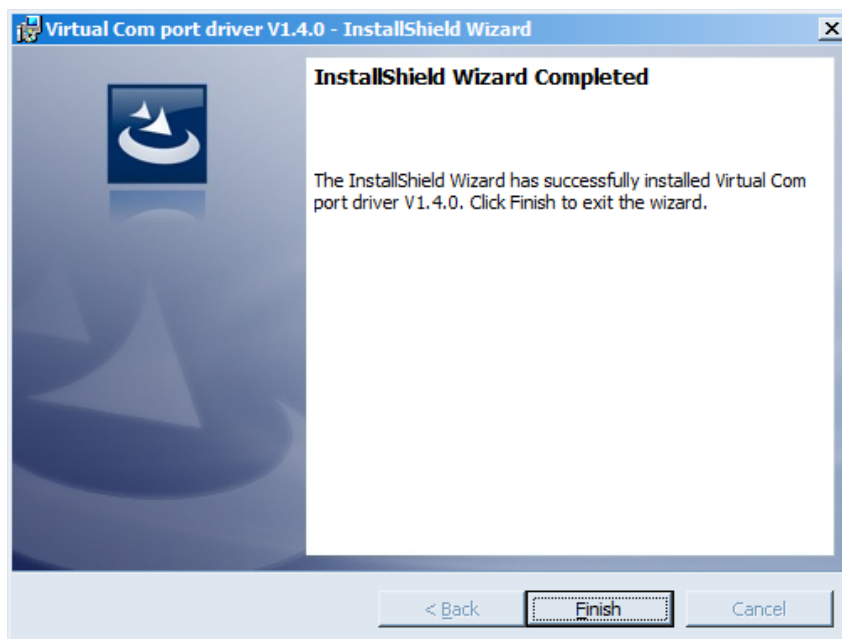 Virtual Com port driver V1.4.0 - InstallShield Wizard
InstallShield Wizard Completed
The InstallShield Wizard has successfully installed Virtual Com
port driver V1.4.0. Click Finish to exit the wizard.
< Back
Finish
Cancel